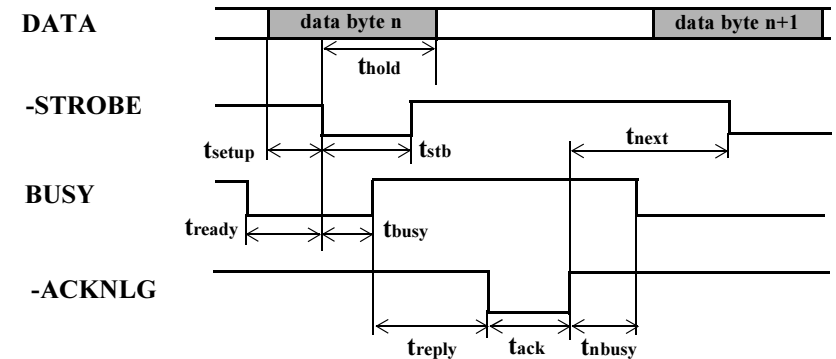 DATA
data byte n
data byte n+1
thold
-STROBE
tsetup
tstb
tnext
BUSY
tready
tbusy
-ACKNLG
treply
tack
tnbusy